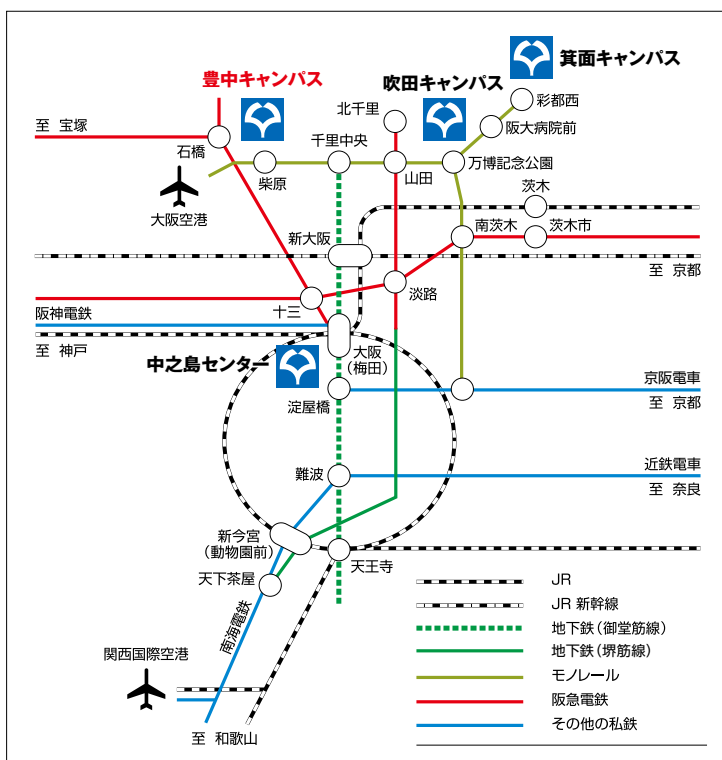 箕面キャンパス
豊中キャンパス
吹田キャンパス
北千里
彩都西
至 宝塚
阪大病院前
石橋
千里中央
柴原
山田
万博記念公園
大阪空港
茨木
新大阪
南茨木
茨木市
至 京都
淡路
阪神電鉄
十三
至 神戸
中之島センター
大阪
(梅田)
京阪電車
淀屋橋
至 京都
難波
近鉄電車
至 奈良
新今宮
(動物園前)
天王寺
天下茶屋
南海電鉄
関西国際空港
至 和歌山
JR
JR 新幹線
地下鉄(御堂筋線)
地下鉄(堺筋線)
モノレール
阪急電鉄
その他の私鉄